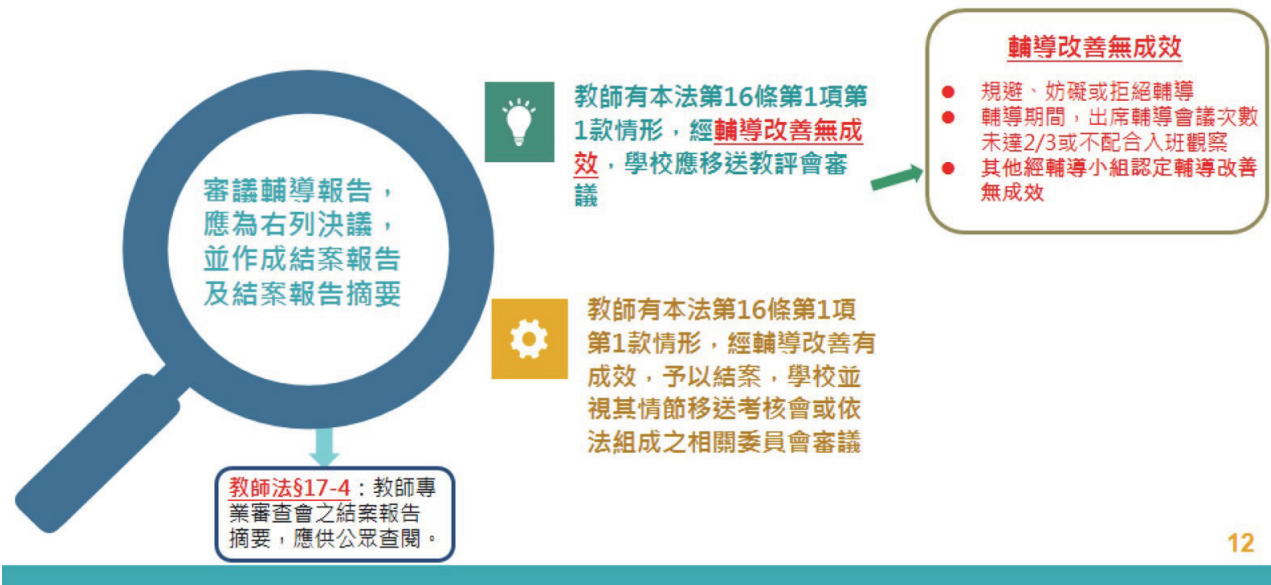 審議輔導報告，
應為右列決議，
並作成結案報告
及結案報告摘要
教師法§17-4：教師專
業審查會之結案報告
摘要，應供公眾查閱。
教師有本法第16條第1項第
1款情形，經輔導改善無成
效，學校應移送教評會審
議
輔導改善無成效
● 規避、妨礙或拒絕輔導
● 輔導期間，出席輔導會議次數
未達2/3或不配合入班觀察
● 其他經輔導小組認定輔導改善
無成效
教師有本法第16條第1項
第1款情形，經輔導改善有
成效，予以結案，學校並
視其情節移送考核會或依
法組成之相關委員會審議
12